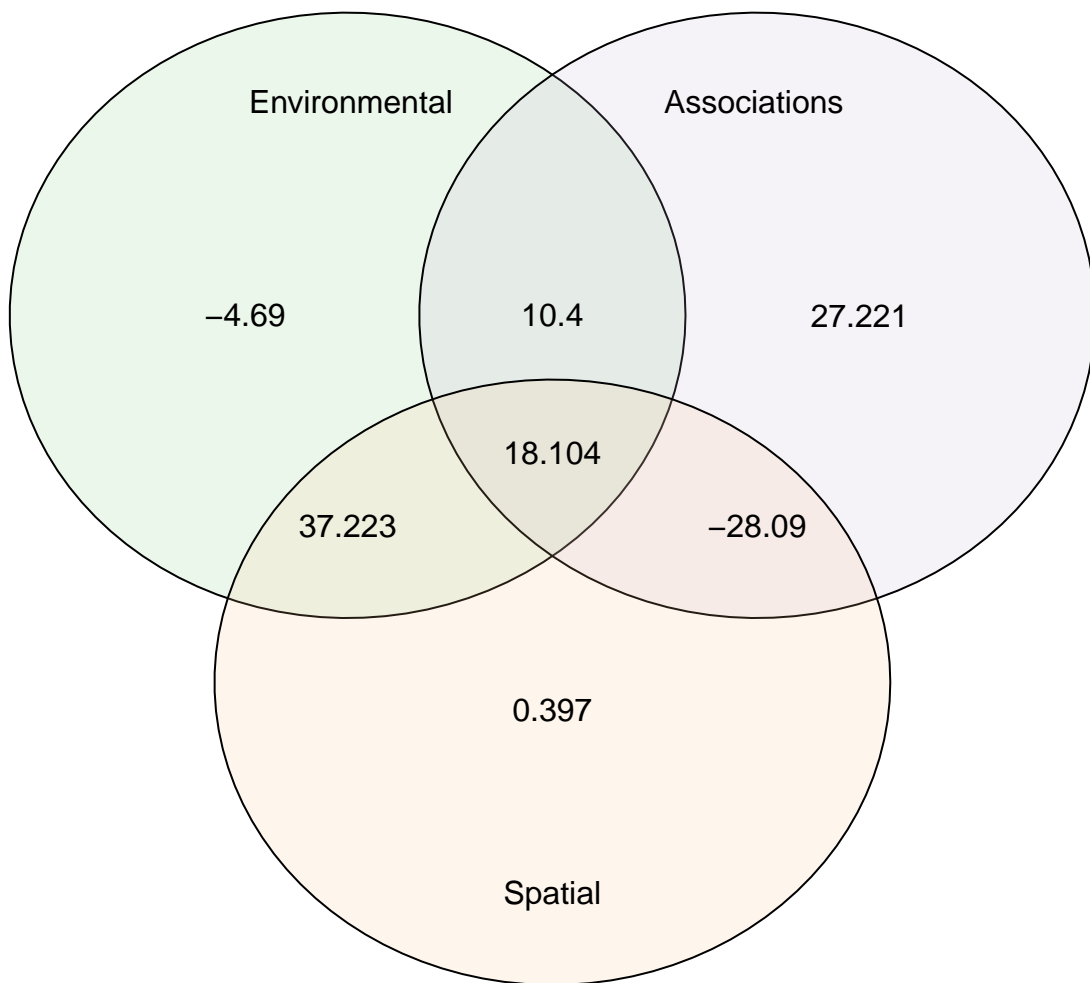 Environmental
Associations
−4.69
10.4
27.221
18.104
37.223
−28.09
0.397
Spatial